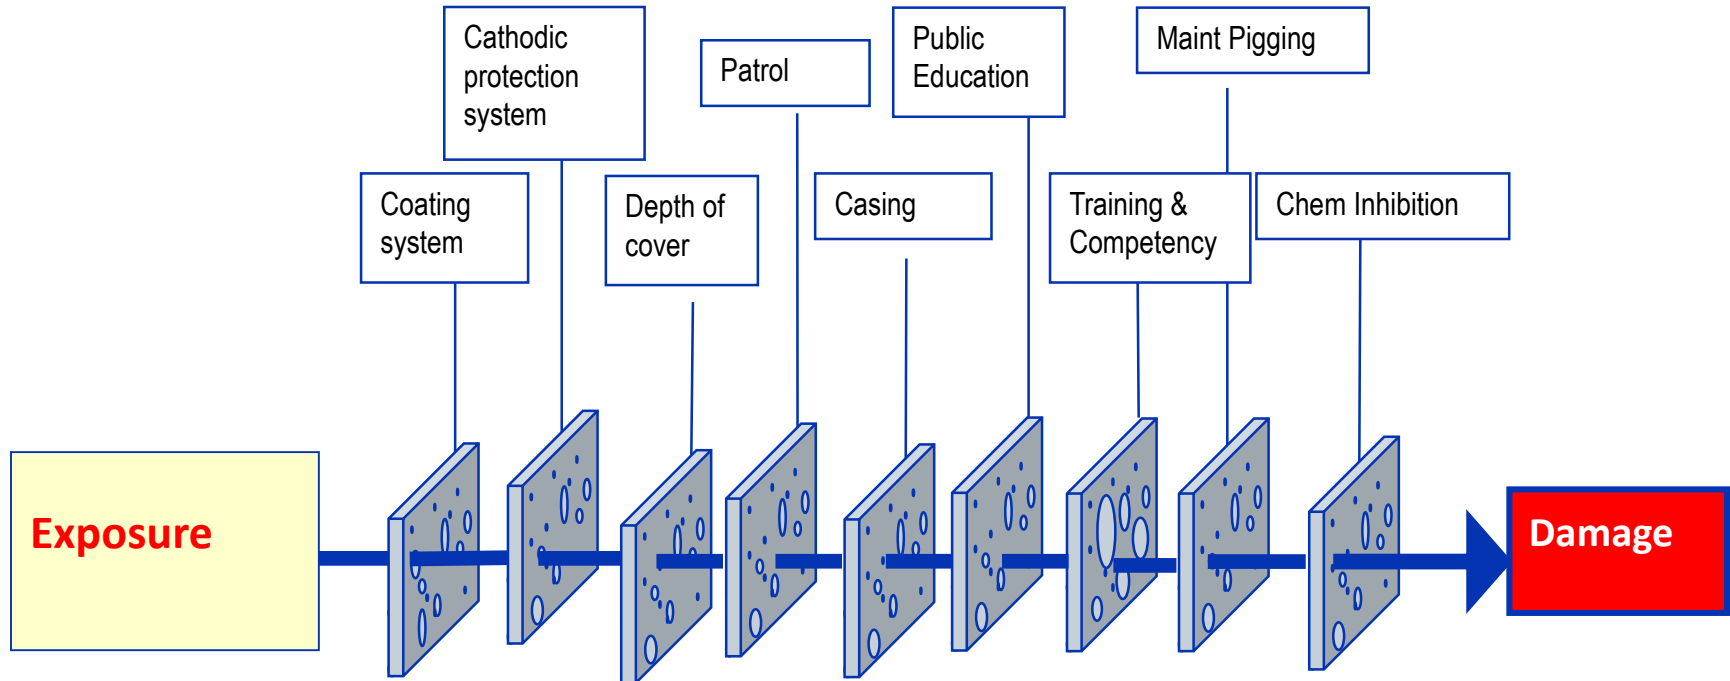 Cathodic
protection
system
Patrol
Public
Education
Maint Pigging
Coating
system
Depth of
cover
Casing
Training &
Competency
Chem Inhibition
Exposure
Damage